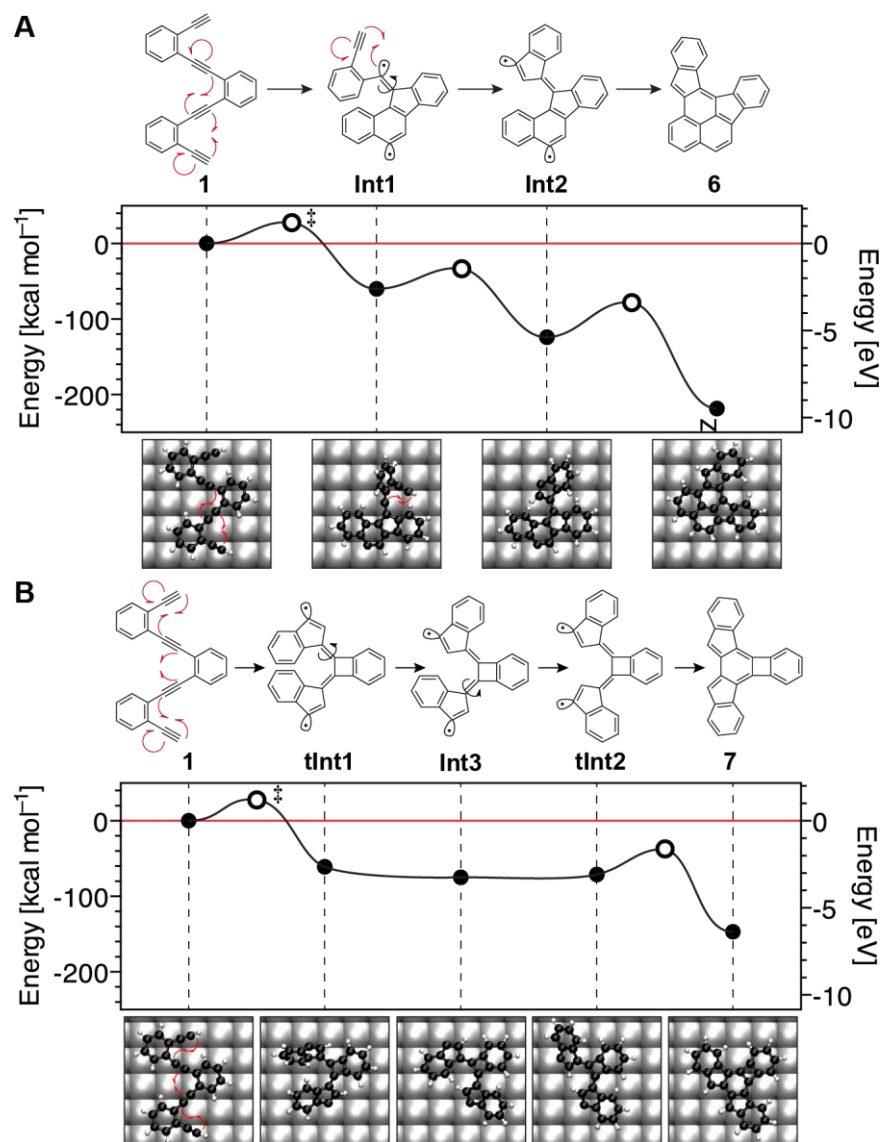 A
1 Int1 Int2 6
Energy [kcal mol⁻¹]
0
-100
-200
‡
Energy [eV]
0
-5
-10
Z
B
1 tInt1 Int3 tInt2 7
Energy [kcal mol⁻¹]
0
-100
-200
‡
Energy [eV]
0
-5
-10